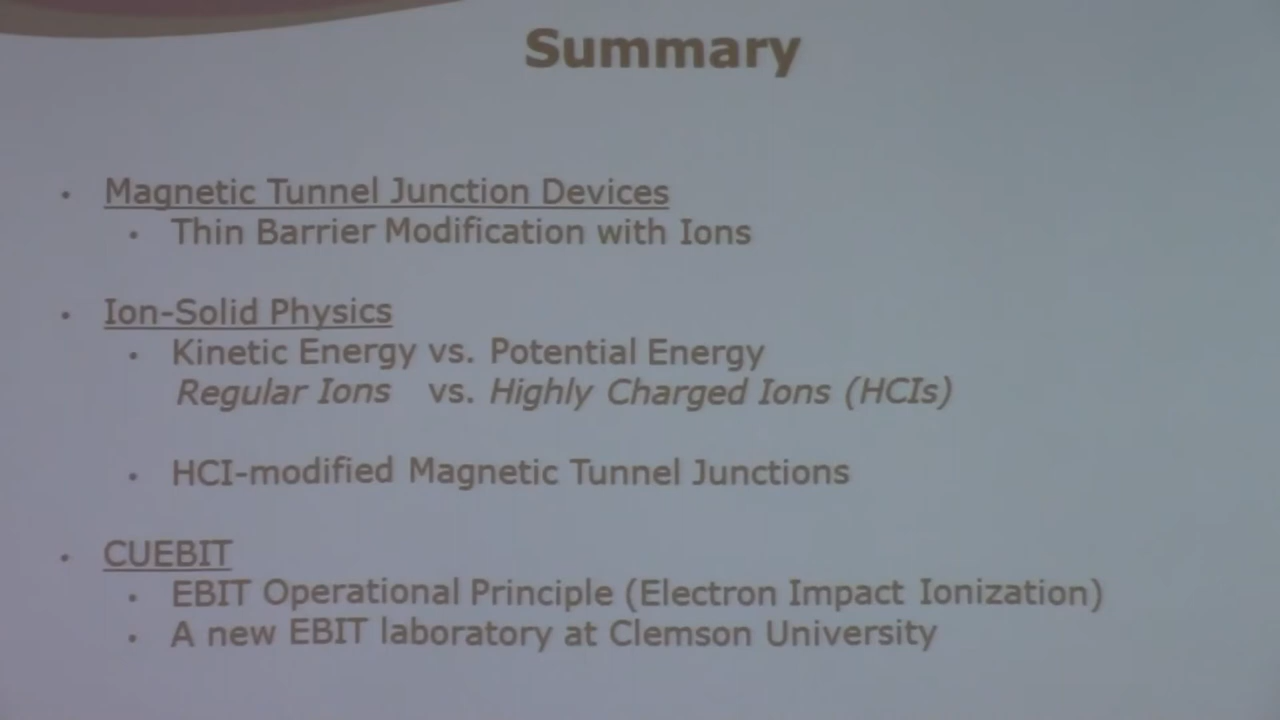 Summary
• Magnetic Tunnel Junction Devices
• Thin Barrier Modification with Ions
• Ion-Solid Physics
• Kinetic Energy vs. Potential Energy
Regular Ions vs. Highly Charged Ions (HCIs)
• HCI-modified Magnetic Tunnel Junctions
• CUEBIT
• EBIT Operational Principle (Electron Impact Ionization)
• A new EBIT laboratory at Clemson University